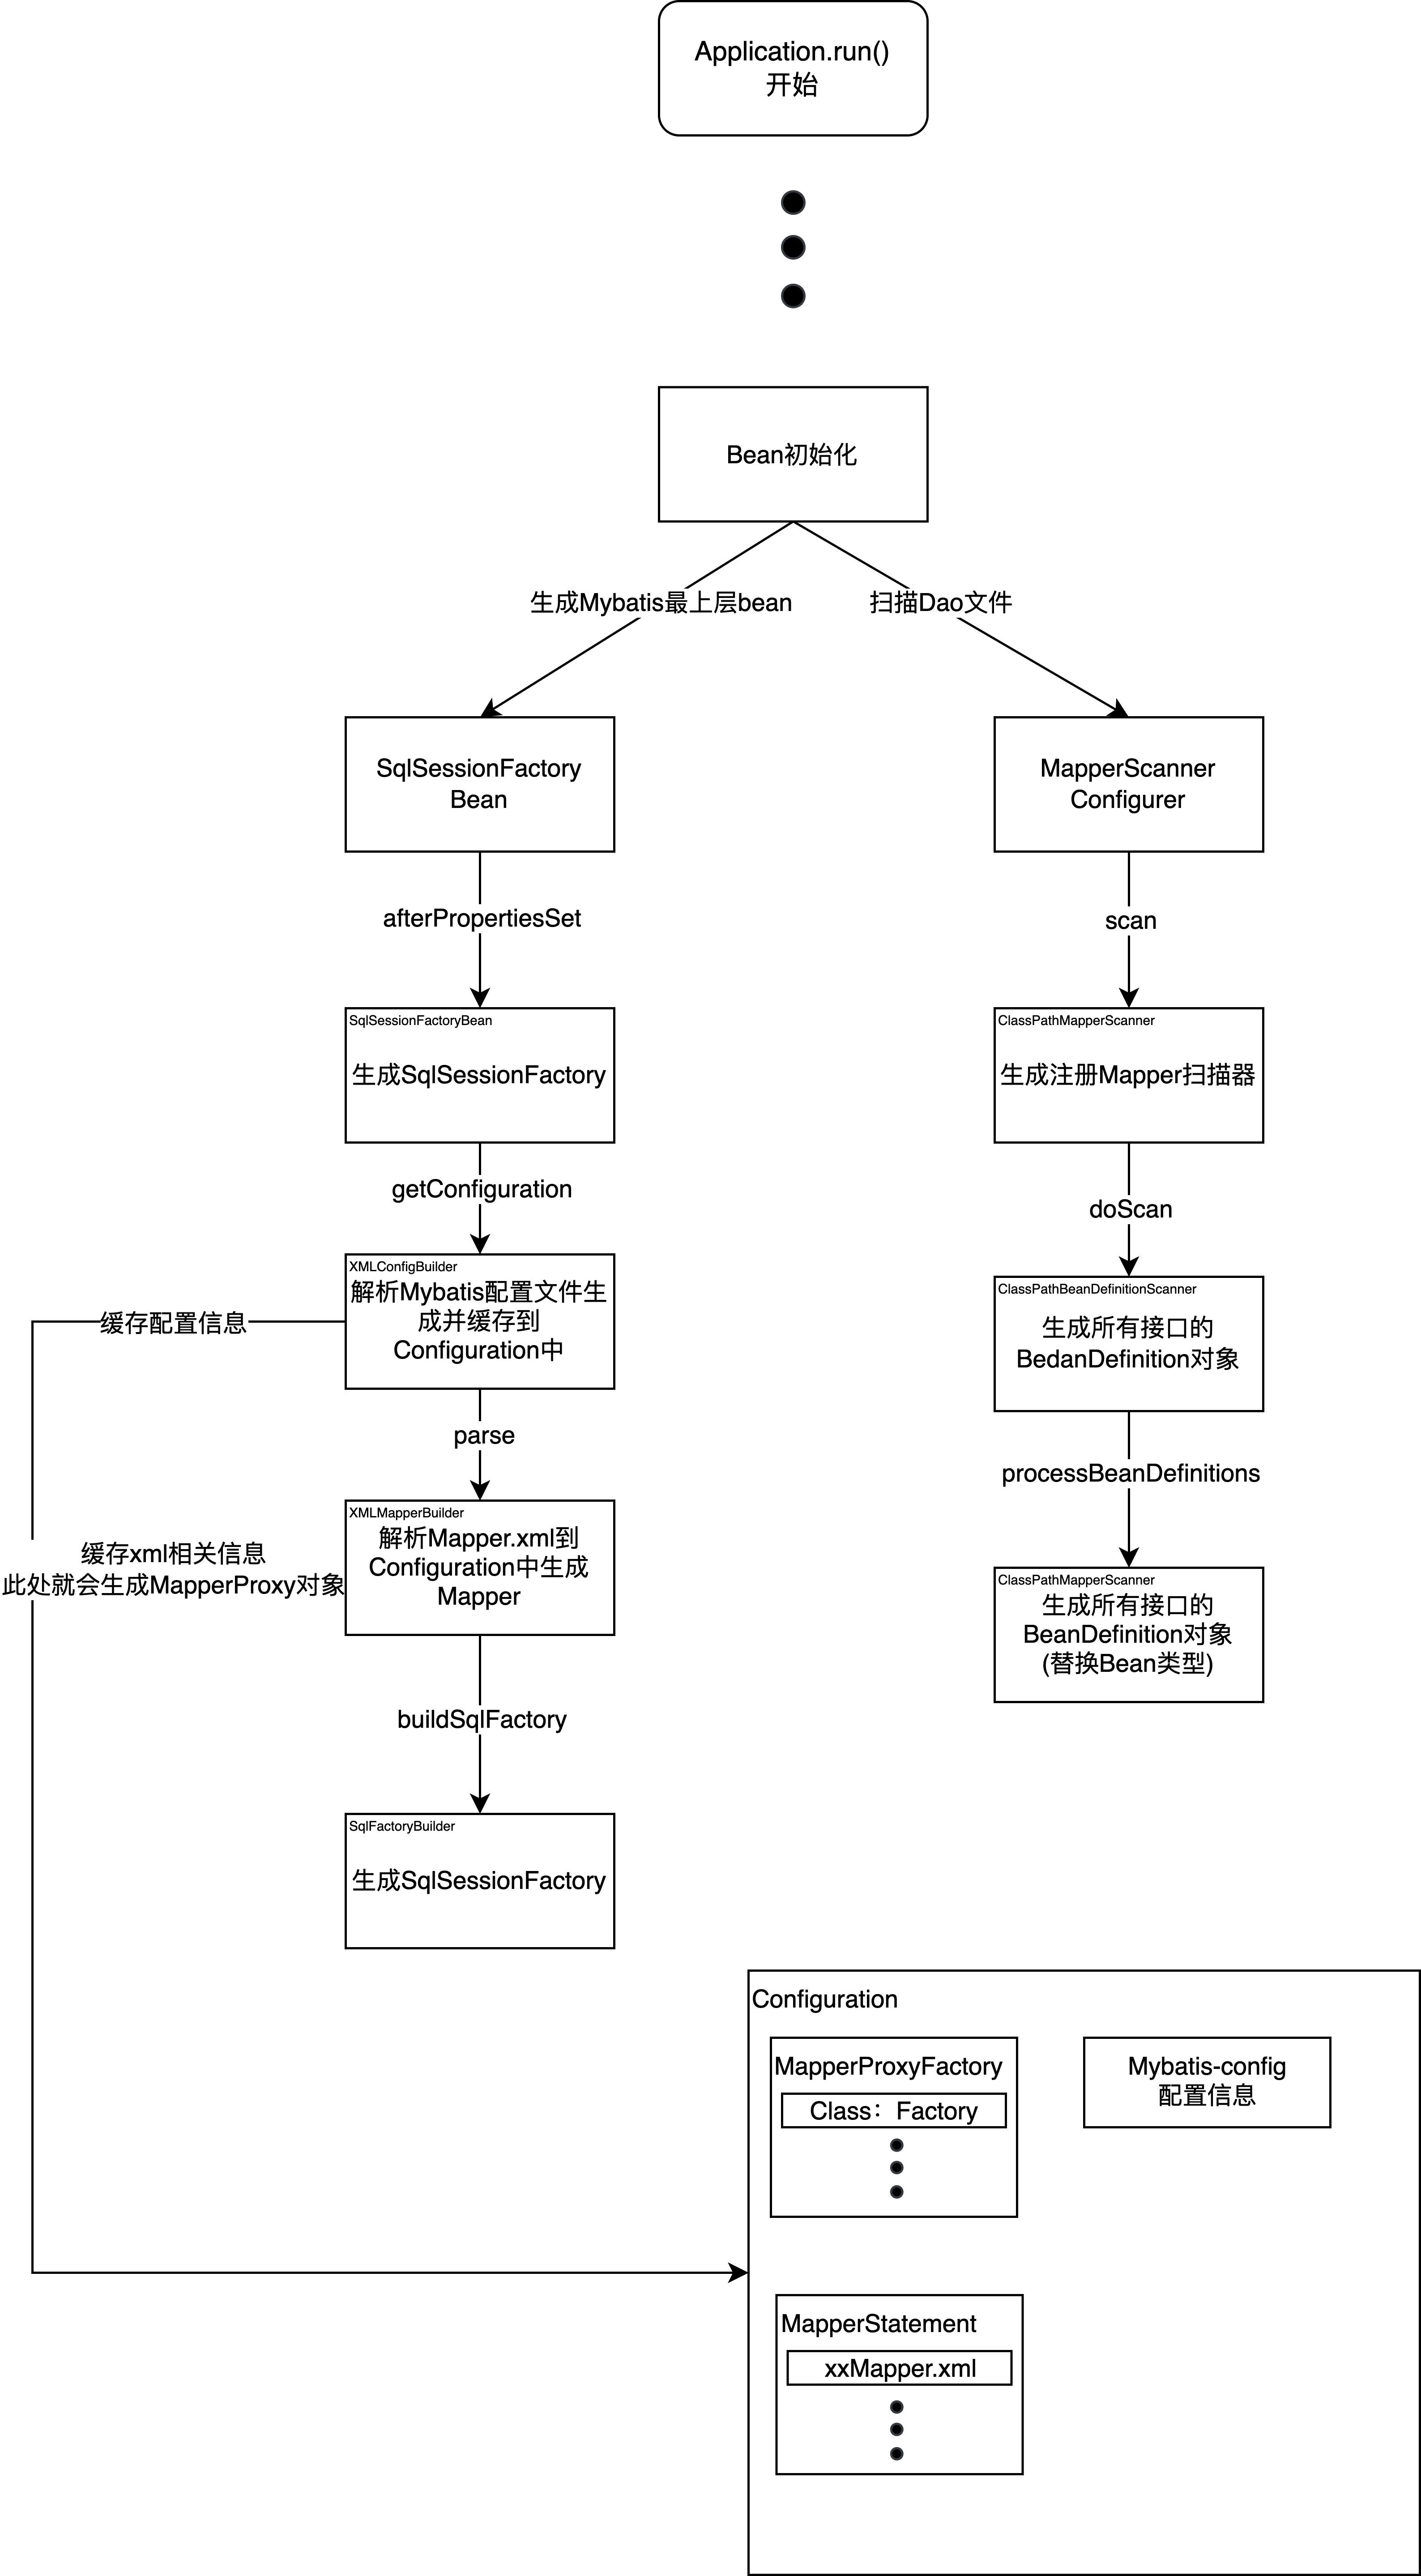 Application.run()
开始
Bean初始化
生成Mybatis最上层bean
扫描Dao文件
SqlSessionFactory
Bean
MapperScanner
Configurer
afterPropertiesSet
scan
SqlSessionFactoryBean
生成SqlSessionFactory
ClassPathMapperScanner
生成注册Mapper扫描器
getConfiguration
doScan
XMLConfigBuilder
解析Mybatis配置文件生
成并缓存到
Configuration中
ClassPathBeanDefinitionScanner
生成所有接口的
BedanDefinition对象
缓存配置信息
parse
processBeanDefinitions
XMLMapperBuilder
解析Mapper.xml到
Configuration中生成
Mapper
缓存xml相关信息
此处就会生成MapperProxy对象
ClassPathMapperScanner
生成所有接口的
BeanDefinition对象
(替换Bean类型)
buildSqlFactory
SqlFactoryBuilder
生成SqlSessionFactory
Configuration
MapperProxyFactory
Class：Factory
Mybatis-config
配置信息
MapperStatement
xxMapper.xml